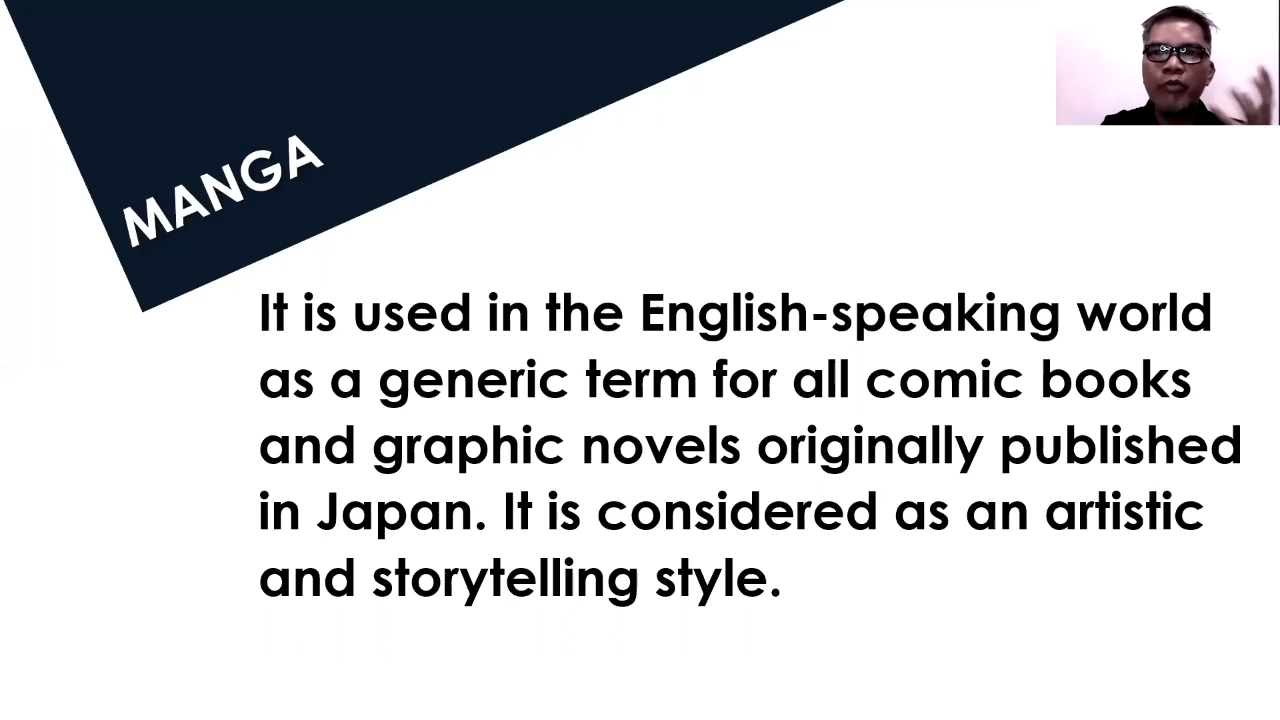 MANGA
It is used in the English-speaking world
as a generic term for all comic books
and graphic novels originally published
in Japan. It is considered as an artistic
and storytelling style.